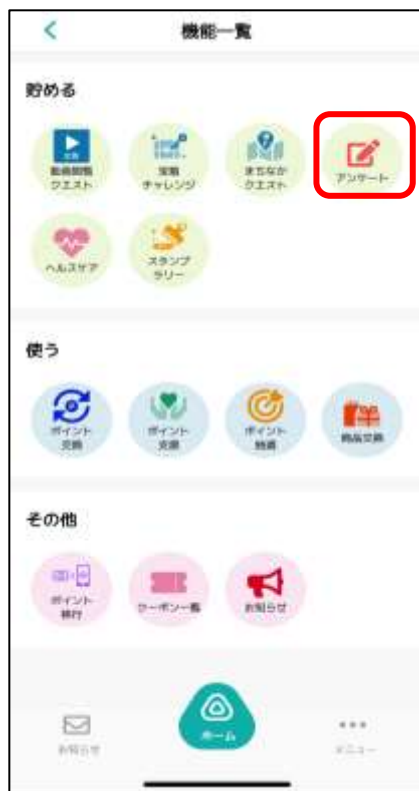 機能一覧
貯める
動画閲覧
クエスト
宝箱
チャレンジ
まちなか
クエスト
アンケート
ヘルスケア
スタンプ
ラリー
使う
ポイント
交換
ポイント
支援
ポイント
抽選
商品交換
その他
ポイント
移行
クーポン一覧
お知らせ
お知らせ
ホーム
メニュー